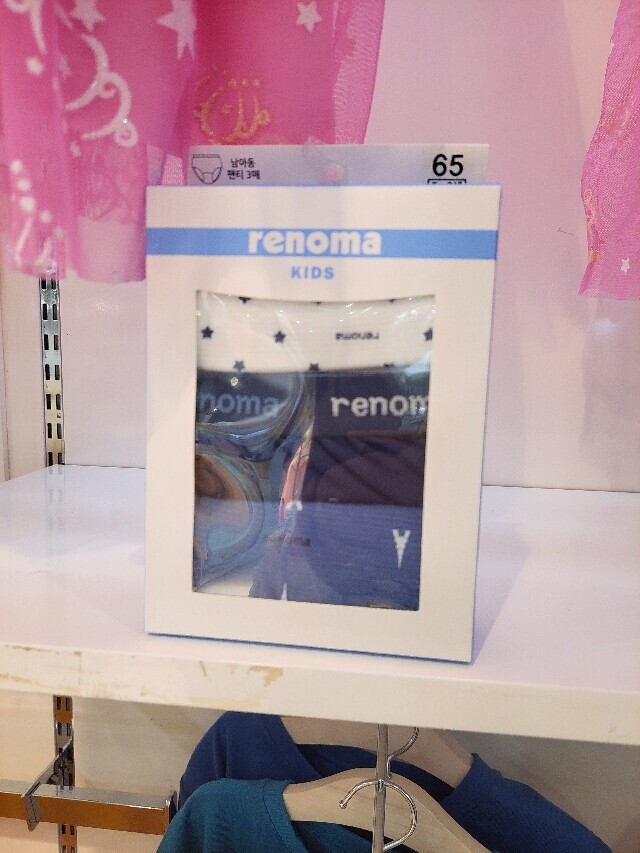 남아동
팬티 3매
65
renoma
KIDS
renoma
noma
renom